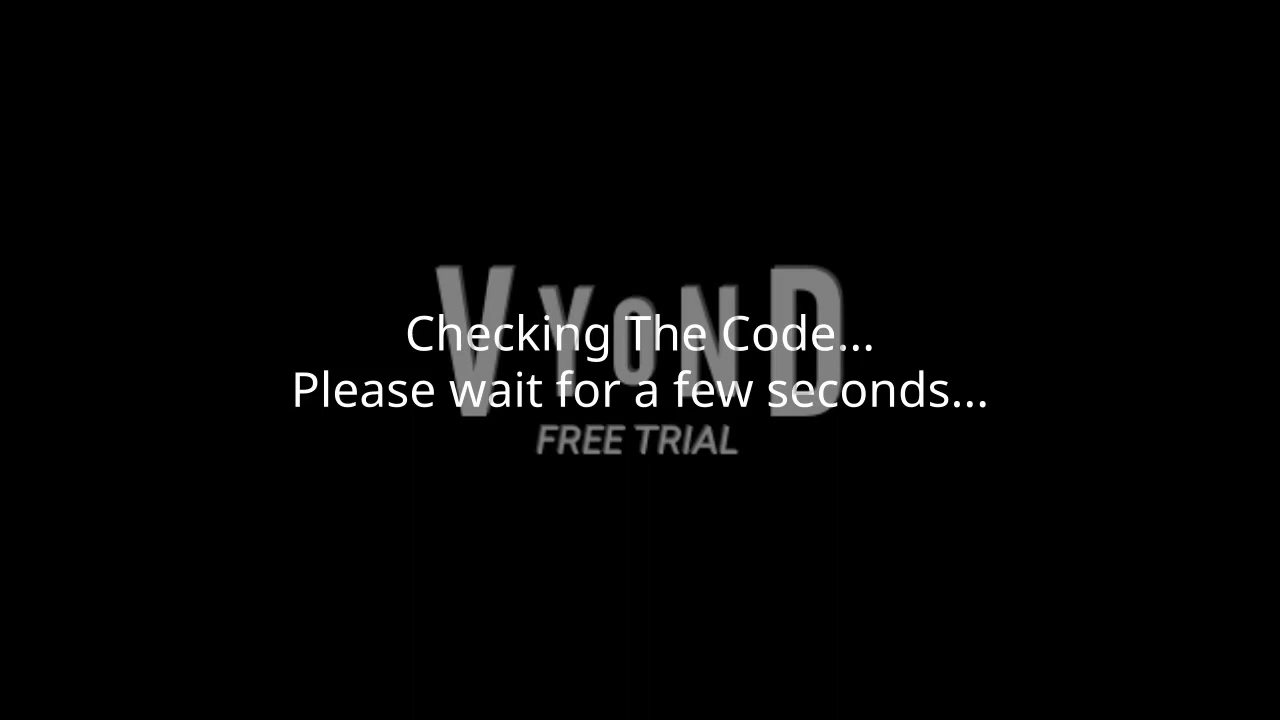 VYOND
Checking The Code...
Please wait for a few seconds...
FREE TRIAL